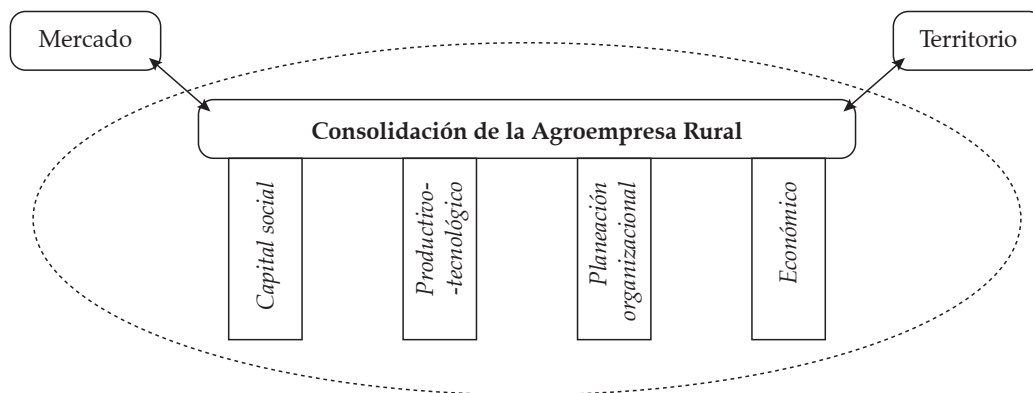 Mercado
Territorio
Consolidación de la Agroempresa Rural
Capital social
Productivo-
-tecnológico
Planeación
organizacional
Económico